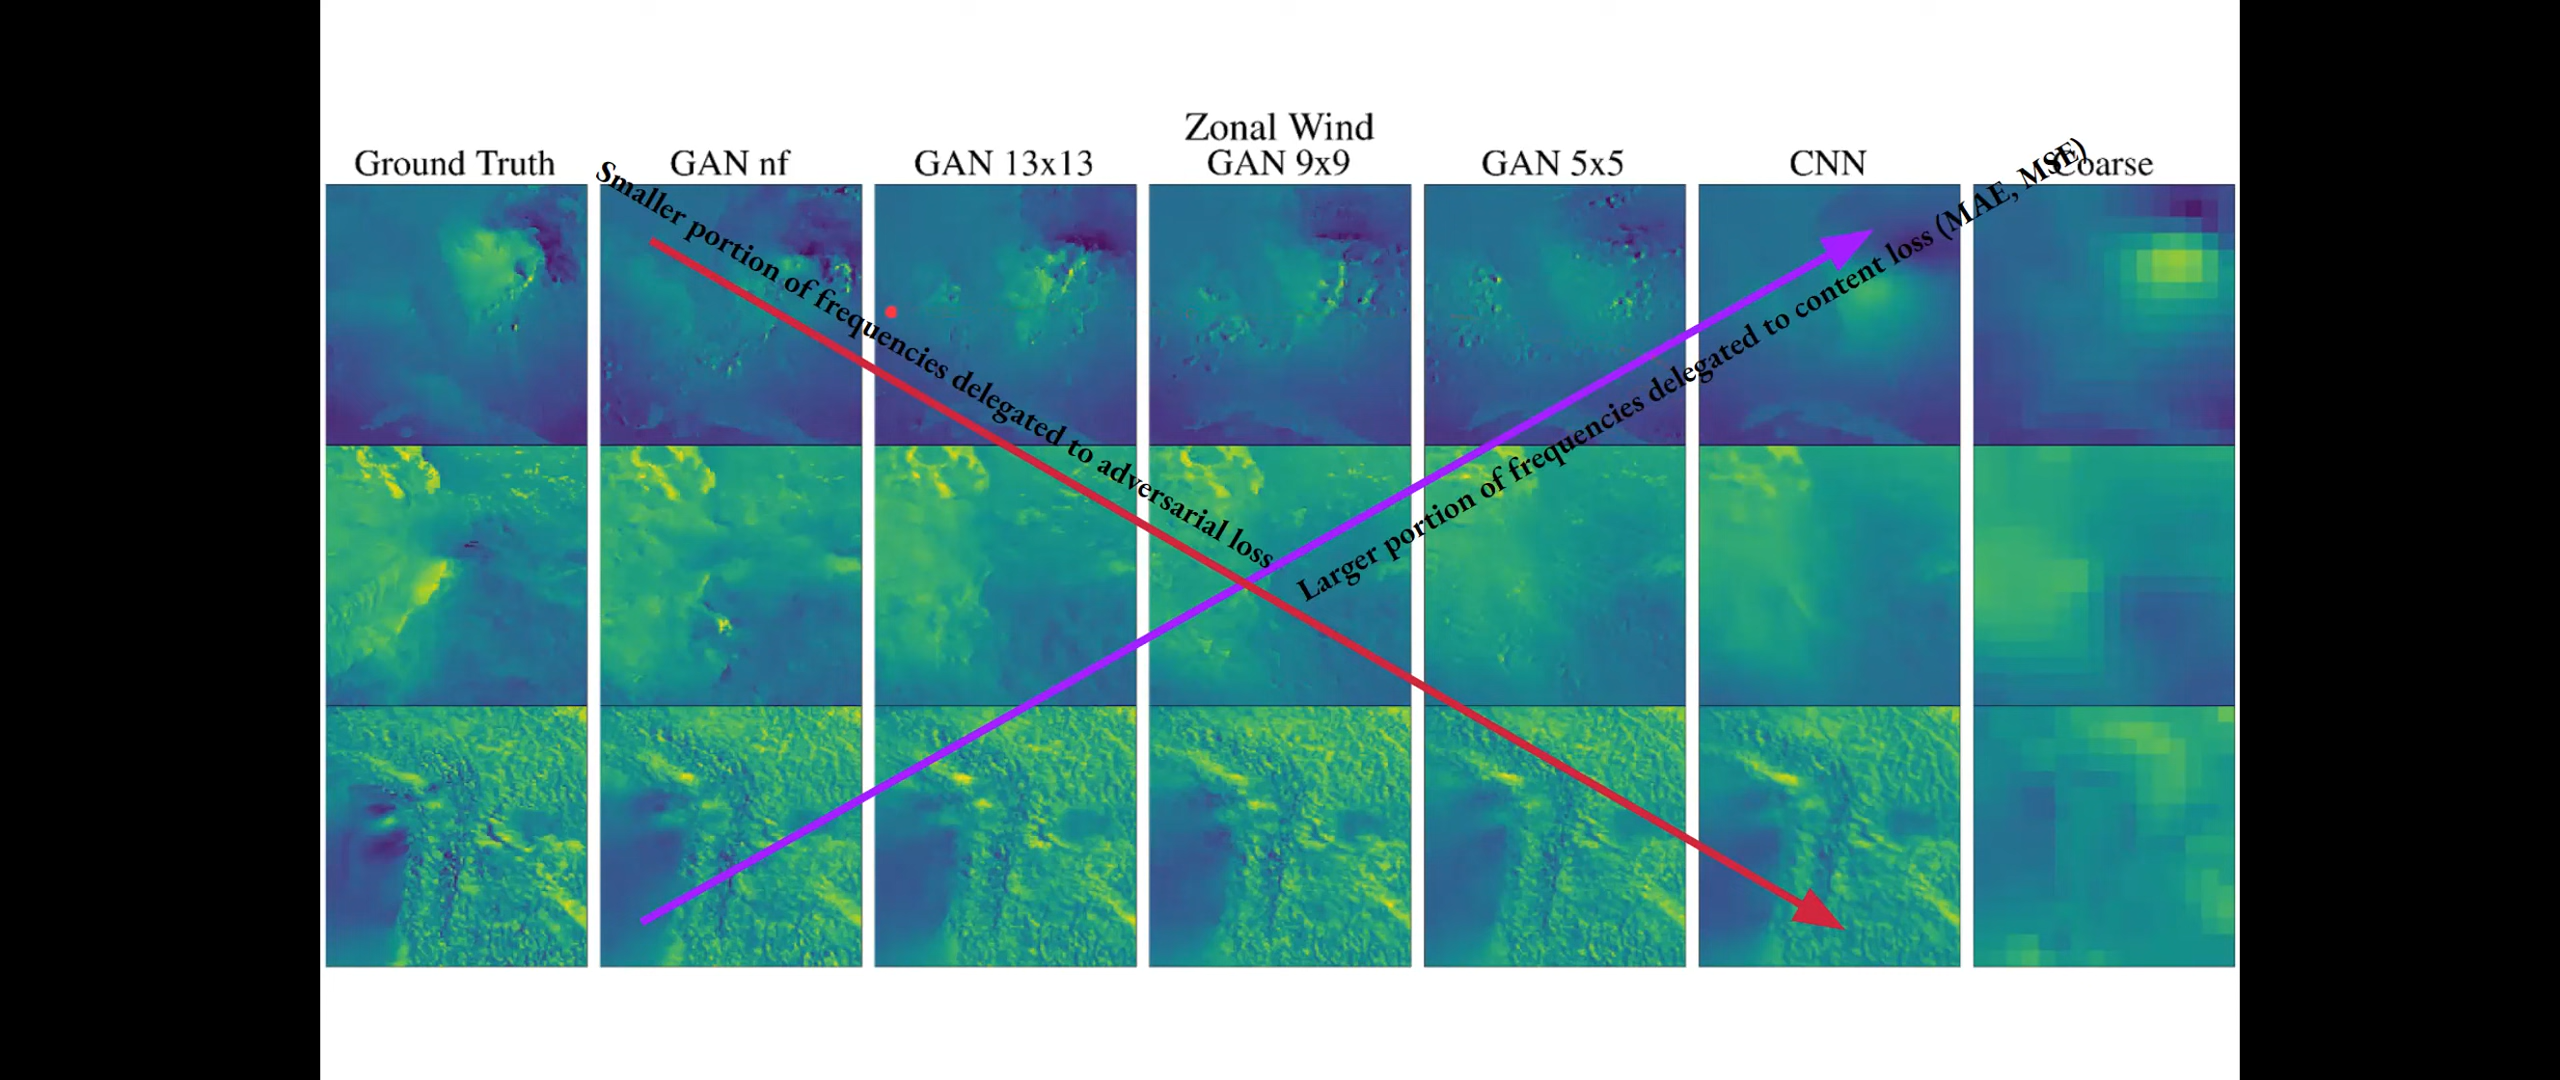 Zonal Wind
Ground Truth
GAN nf
GAN 13x13
GAN 9x9
GAN 5x5
CNN
Coarse
Smaller portion of frequencies delegated to adversarial loss
Larger portion of frequencies delegated to content loss (MAE, MSE)